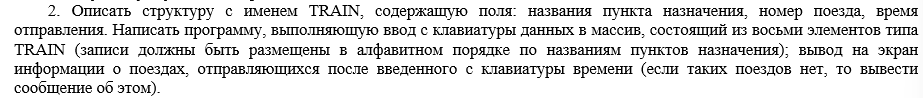 2. Описать структуру с именем TRAIN, содержащую поля: названия пункта назначения, номер поезда, время
отправления. Написать программу, выполняющую ввод с клавиатуры данных в массив, состоящий из восьми элементов типа
TRAIN (записи должны быть размещены в алфавитном порядке по названиям пунктов назначения); вывод на экран
информации о поездах, отправляющихся после введенного с клавиатуры времени (если таких поездов нет, то вывести
сообщение об этом).